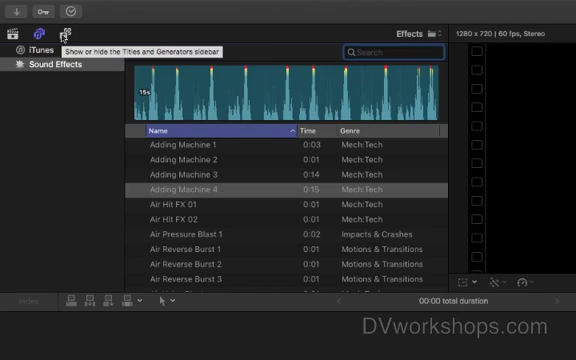 Effects
1280 x 720 | 60 fps, Stereo
iTunes
Show or hide the Titles and Generators sidebar
Search
Sound Effects
15s
Name Time Genre
Adding Machine 1 0:03 Mech:Tech
Adding Machine 2 0:01 Mech:Tech
Adding Machine 3 0:14 Mech:Tech
Adding Machine 4 0:15 Mech:Tech
Air Hit FX 01 0:01 Mech:Tech
Air Hit FX 02 0:01 Mech:Tech
Air Pressure Blast 1 0:02 Impacts & Crashes
Air Reverse Burst 1 0:01 Motions & Transitions
Air Reverse Burst 2 0:01 Motions & Transitions
Air Reverse Burst 3 0:01 Motions & Transitions
Index
00:00 total duration
DVworkshops.com